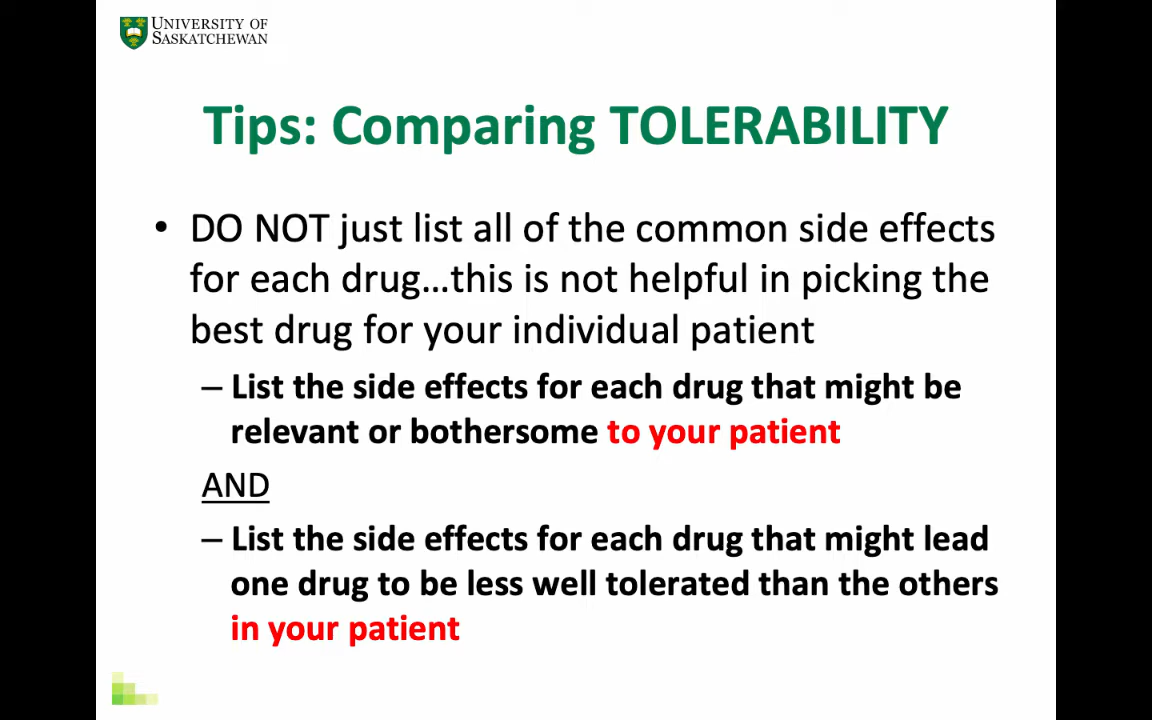 UNIVERSITY OF
SASKATCHEWAN
Tips: Comparing TOLERABILITY
• DO NOT just list all of the common side effects
for each drug…this is not helpful in picking the
best drug for your individual patient
– List the side effects for each drug that might be
relevant or bothersome to your patient
AND
– List the side effects for each drug that might lead
one drug to be less well tolerated than the others
in your patient